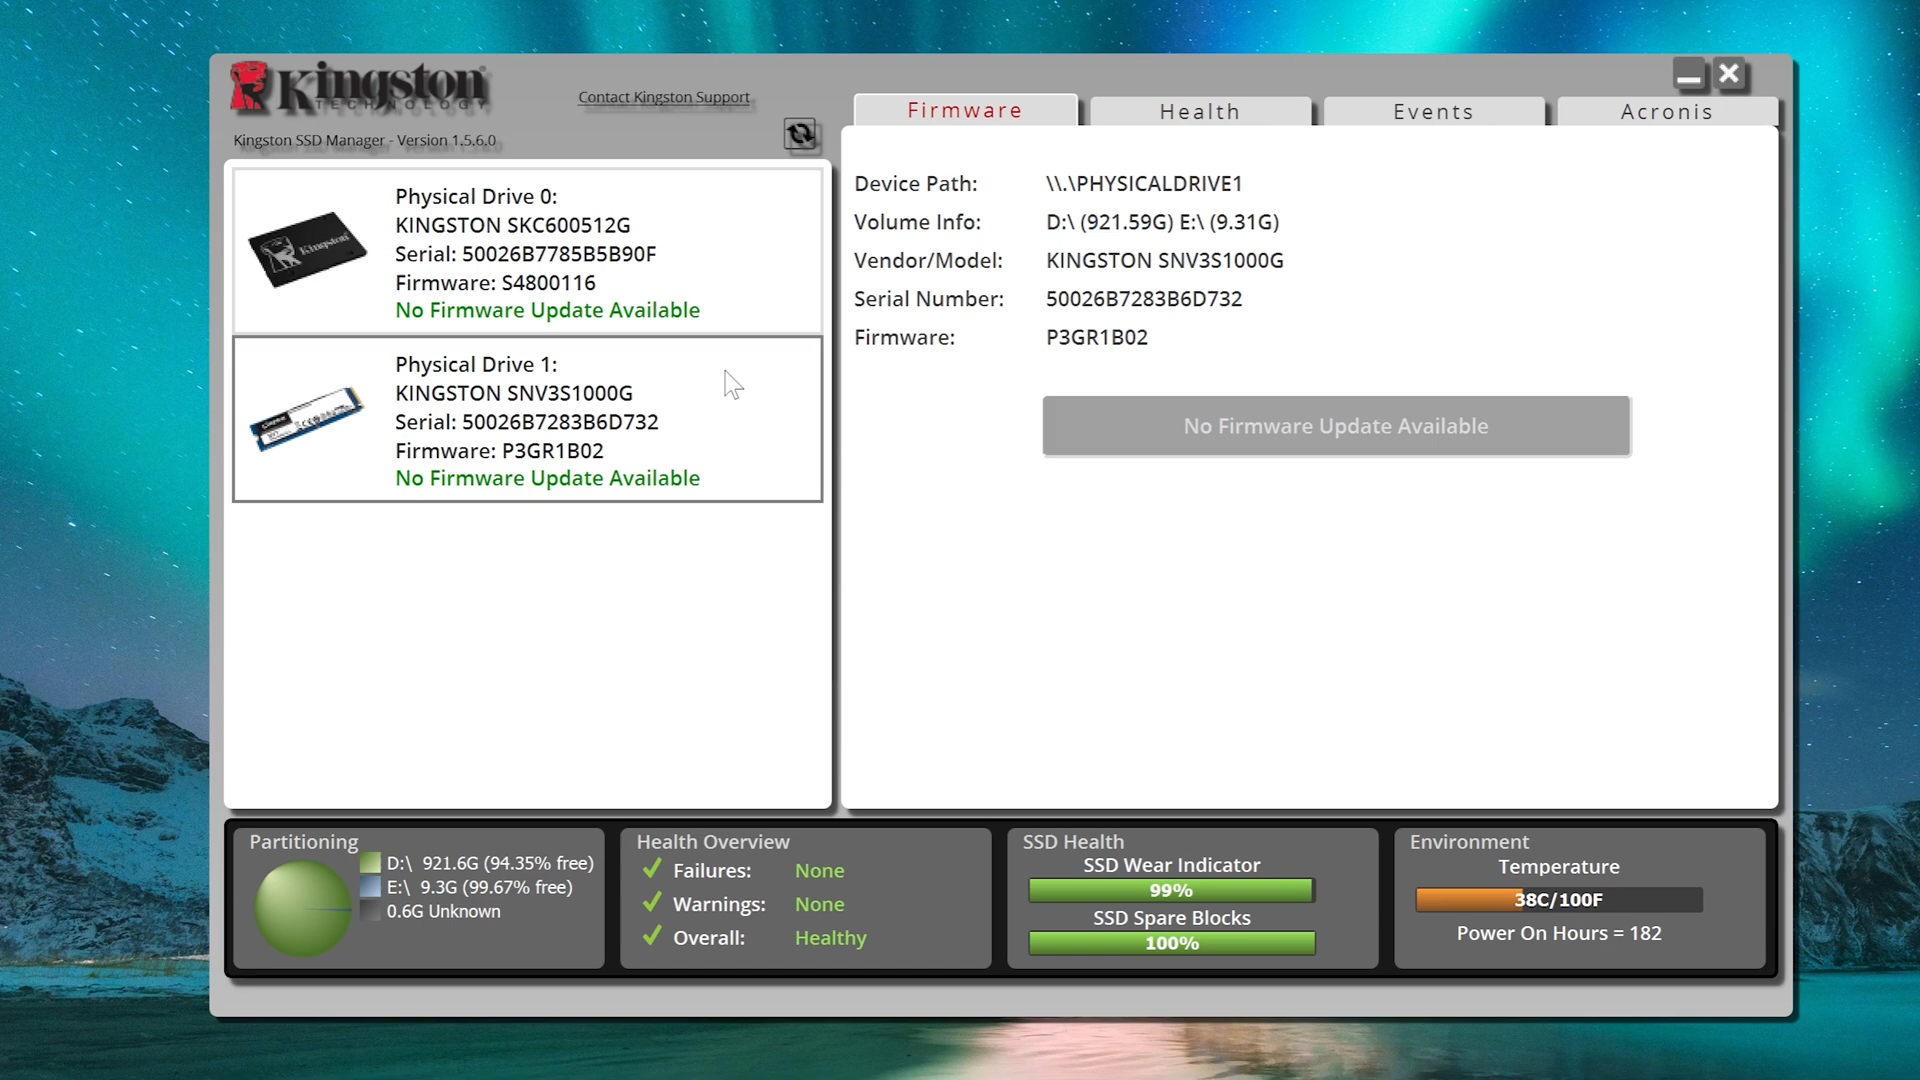 Kingston
TECHNOLOGY
Contact Kingston Support
Kingston SSD Manager - Version 1.5.6.0
Firmware
Health
Events
Acronis
Kingston
Physical Drive 0:
KINGSTON SKC600512G
Serial: 50026B7785B5B90F
Firmware: S4800116
No Firmware Update Available
Physical Drive 1:
KINGSTON SNV3S1000G
Serial: 50026B7283B6D732
Firmware: P3GR1B02
No Firmware Update Available
Device Path: \\.\PHYSICALDRIVE1
Volume Info: D:\ (921.59G) E:\ (9.31G)
Vendor/Model: KINGSTON SNV3S1000G
Serial Number: 50026B7283B6D732
Firmware: P3GR1B02
No Firmware Update Available
Partitioning
D:\ 921.6G (94.35% free)
E:\ 9.3G (99.67% free)
0.6G Unknown
Health Overview
Failures: None
Warnings: None
Overall: Healthy
SSD Health
SSD Wear Indicator
99%
SSD Spare Blocks
100%
Environment
Temperature
38C/100F
Power On Hours = 182